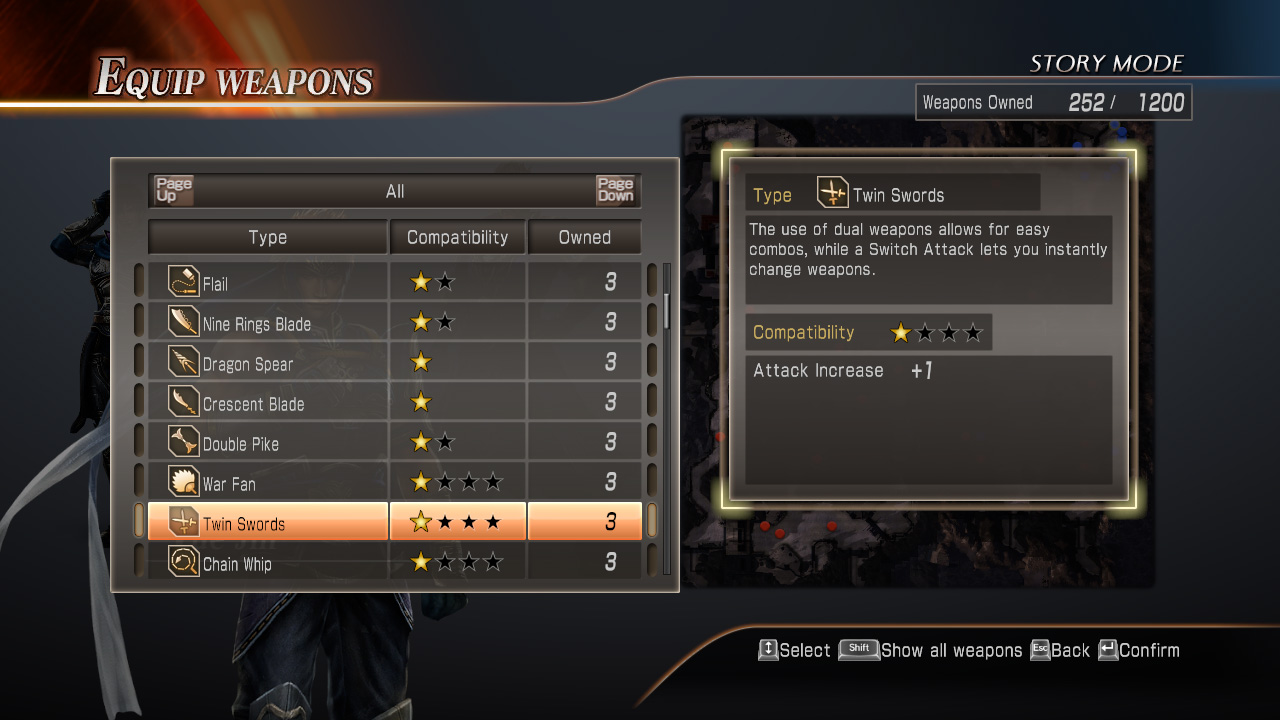 EQUIP WEAPONS
STORY MODE
Weapons Owned 252 / 1200
Page Up All Page Down
Type Compatibility Owned
Flail 3
Nine Rings Blade 3
Dragon Spear 3
Crescent Blade 3
Double Pike 3
War Fan 3
Twin Swords 3
Chain Whip 3
Type Twin Swords
The use of dual weapons allows for easy
combos, while a Switch Attack lets you instantly
change weapons.
Compatibility
Attack Increase +1
Select Shift Show all weapons Esc Back Confirm